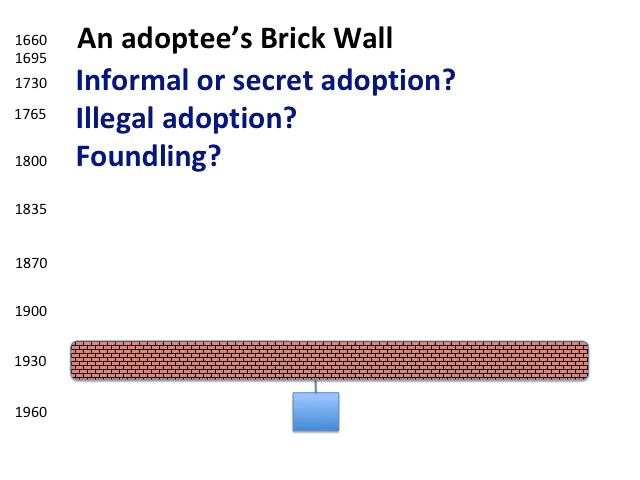 1660 An adoptee's Brick Wall
1695
1730 Informal or secret adoption?
1765 Illegal adoption?
1800 Foundling?
1835
1870
1900
1930
1960